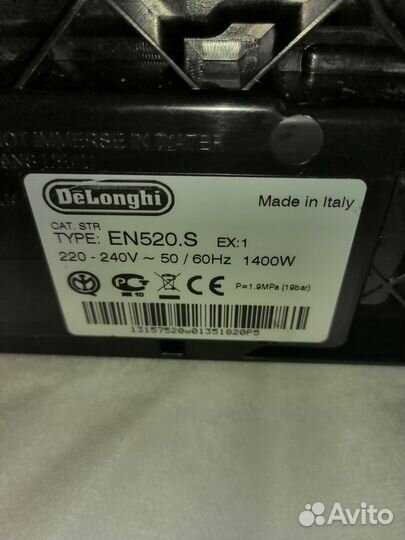 IMMERSE IN WATER
DeLonghi
Made in Italy
CAT. STR
TYPE: EN520.S EX:1
220 - 240V ~ 50 / 60Hz 1400W
P=1.9MPa (19bar)
CE
13157520w01351820P5
Avito